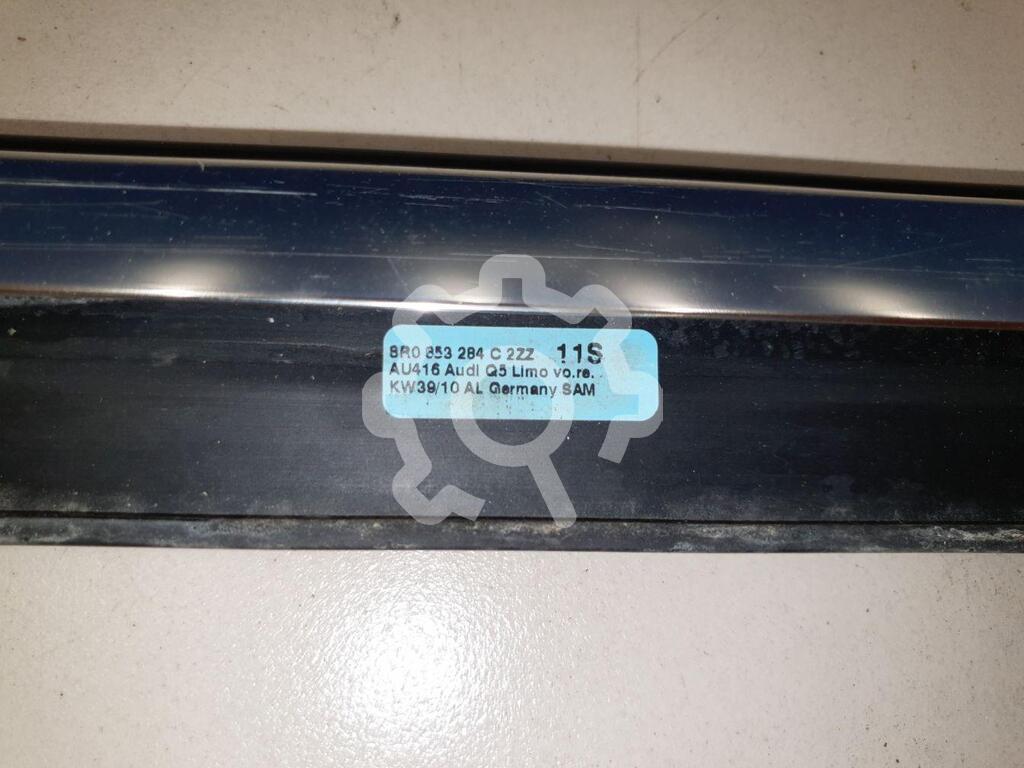 8R0 853 284 C 2ZZ 11S
AU416 Audi Q5 Limo vo.re.
KW39/10 AL Germany SAM